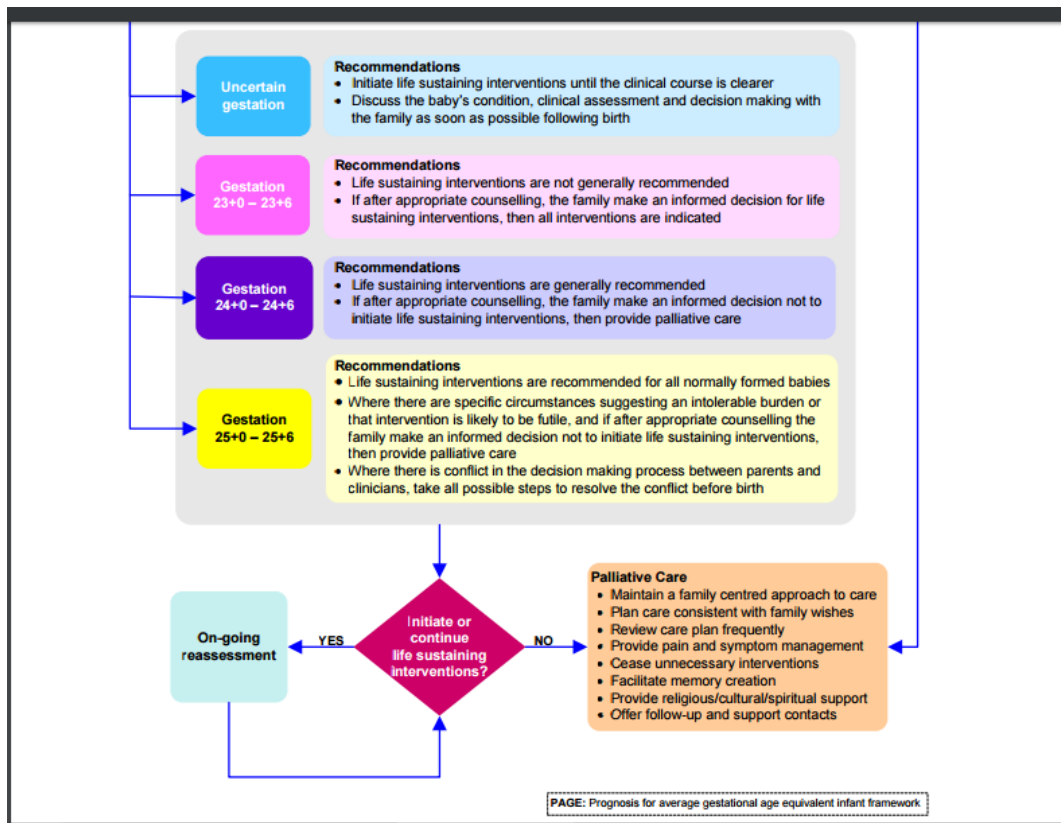 Uncertain
gestation
Recommendations
• Initiate life sustaining interventions until the clinical course is clearer
• Discuss the baby's condition, clinical assessment and decision making with
the family as soon as possible following birth
Gestation
23+0 – 23+6
Recommendations
• Life sustaining interventions are not generally recommended
• If after appropriate counselling, the family make an informed decision for life
sustaining interventions, then all interventions are indicated
Gestation
24+0 – 24+6
Recommendations
• Life sustaining interventions are generally recommended
• If after appropriate counselling, the family make an informed decision not to
initiate life sustaining interventions, then provide palliative care
Gestation
25+0 – 25+6
Recommendations
• Life sustaining interventions are recommended for all normally formed babies
• Where there are specific circumstances suggesting an intolerable burden or
that intervention is likely to be futile, and if after appropriate counselling the
family make an informed decision not to initiate life sustaining interventions,
then provide palliative care
• Where there is conflict in the decision making process between parents and
clinicians, take all possible steps to resolve the conflict before birth
On-going
reassessment
YES
Initiate or
continue
life sustaining
interventions?
NO
Palliative Care
• Maintain a family centred approach to care
• Plan care consistent with family wishes
• Review care plan frequently
• Provide pain and symptom management
• Cease unnecessary interventions
• Facilitate memory creation
• Provide religious/cultural/spiritual support
• Offer follow-up and support contacts
PAGE: Prognosis for average gestational age equivalent infant framework